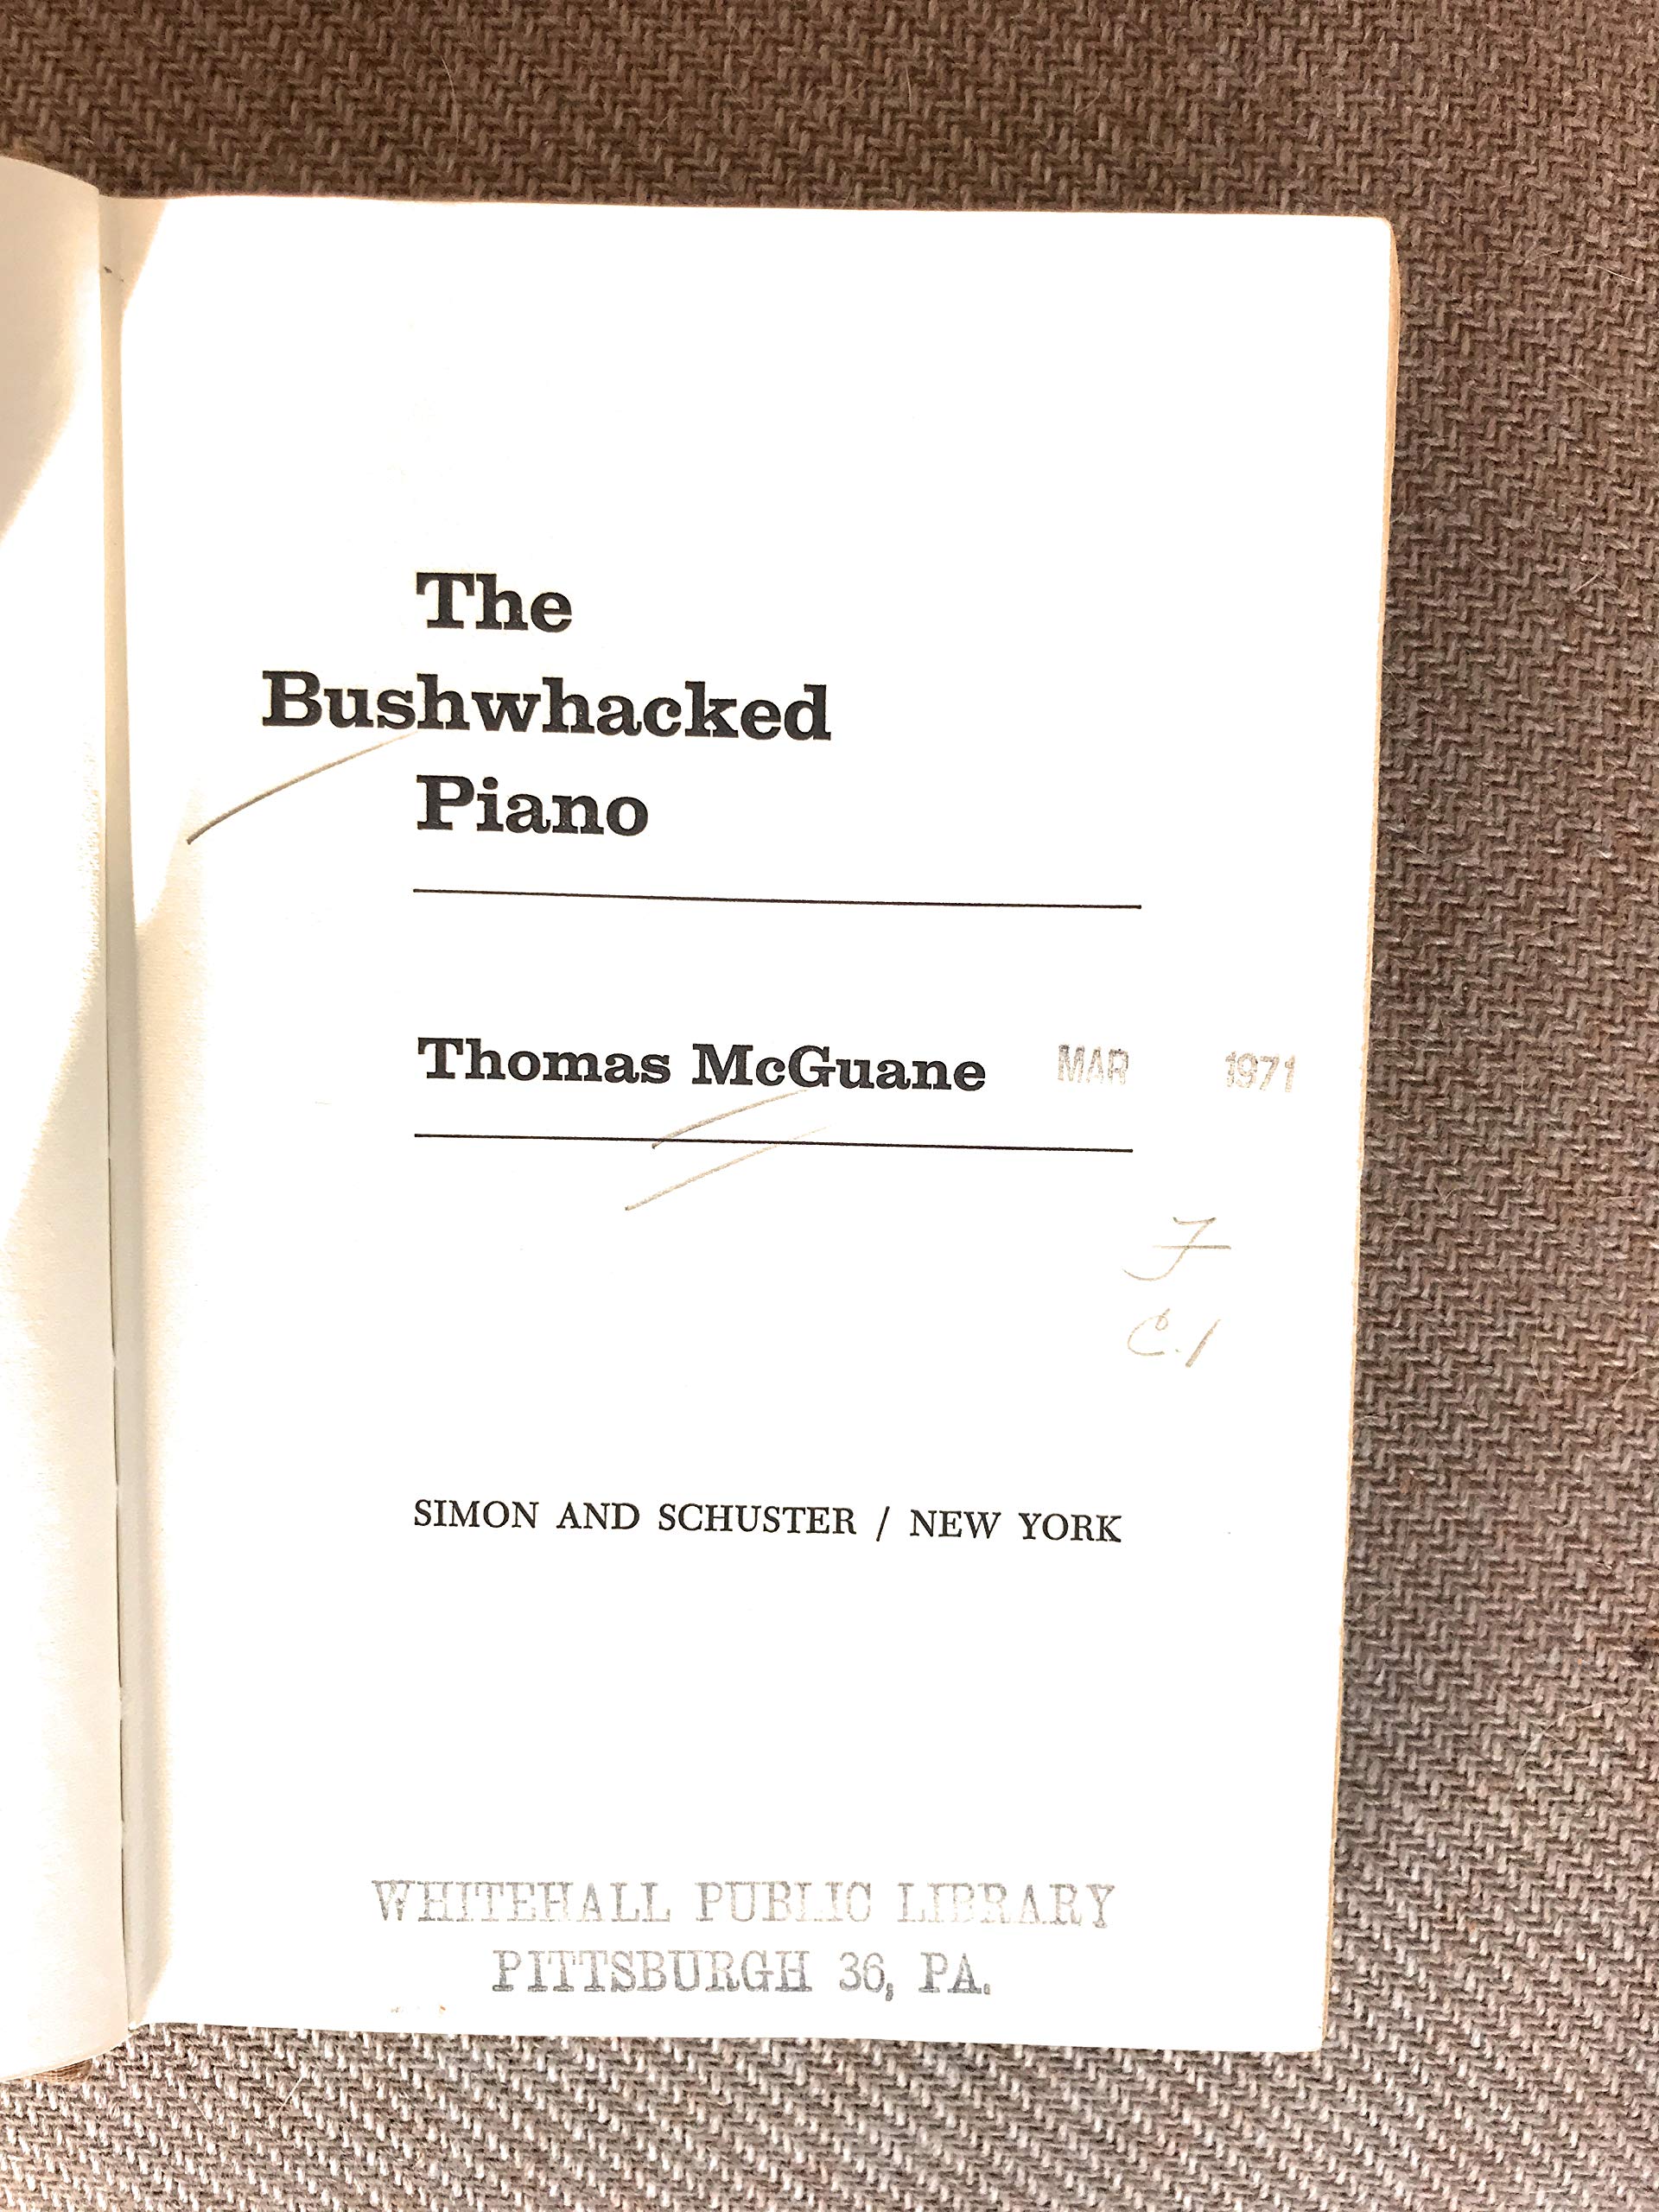 The
Bushwhacked
Piano
Thomas McGuane MAR 1971
F
C.1
SIMON AND SCHUSTER / NEW YORK
WHITEHALL PUBLIC LIBRARY
PITTSBURGH 36, PA.